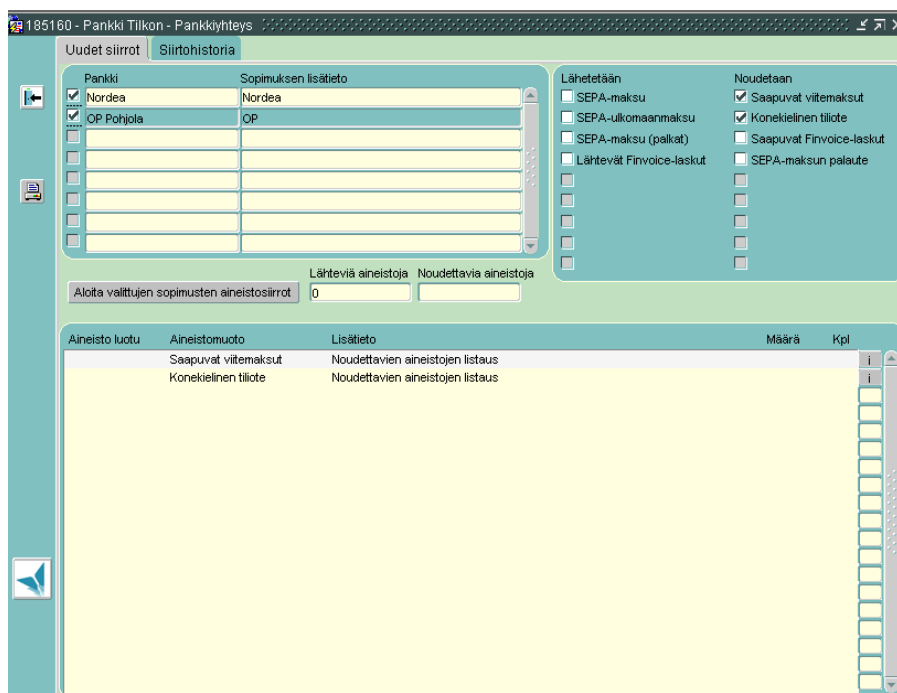 185160 - Pankki Tilkon - Pankkiyhteys
Uudet siirrot Siirtohistoria
Pankki Sopimuksen lisätieto
Nordea Nordea
OP Pohjola OP
Lähetetään Noudetaan
SEPA-maksu Saapuvat viitemaksut
SEPA-ulkomaanmaksu Konekielinen tiliote
SEPA-maksu (palkat) Saapuvat Finvoice-laskut
Lähtevät Finvoice-laskut SEPA-maksun palaute
Lähteviä aineistoja Noudettavia aineistoja
Aloita valittujen sopimusten aineistosiirrot 0
Aineisto luotu Aineistomuoto Lisätieto Määrä Kpl
Saapuvat viitemaksut Noudettavien aineistojen listaus i
Konekielinen tiliote Noudettavien aineistojen listaus i